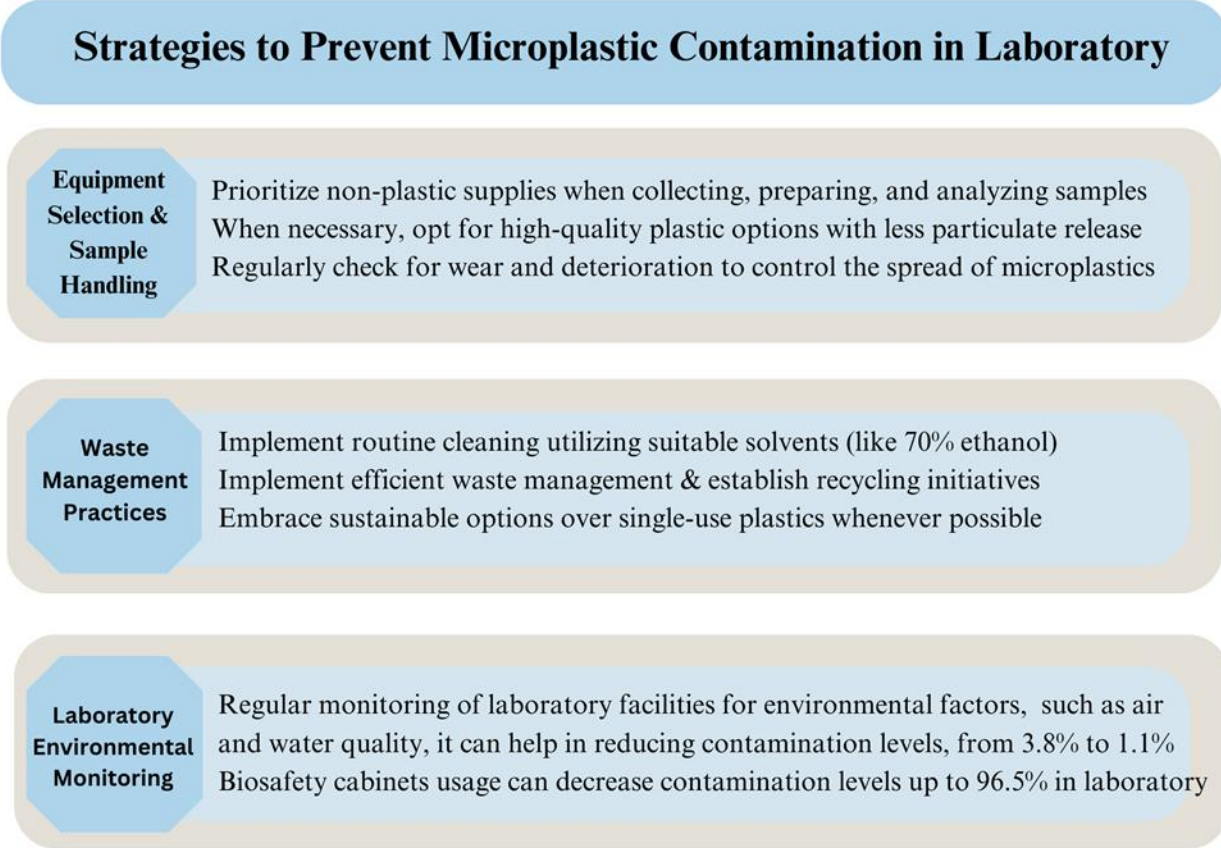 Strategies to Prevent Microplastic Contamination in Laboratory
Equipment
Selection &
Sample
Handling
Prioritize non-plastic supplies when collecting, preparing, and analyzing samples
When necessary, opt for high-quality plastic options with less particulate release
Regularly check for wear and deterioration to control the spread of microplastics
Waste
Management
Practices
Implement routine cleaning utilizing suitable solvents (like 70% ethanol)
Implement efficient waste management & establish recycling initiatives
Embrace sustainable options over single-use plastics whenever possible
Laboratory
Environmental
Monitoring
Regular monitoring of laboratory facilities for environmental factors, such as air
and water quality, it can help in reducing contamination levels, from 3.8% to 1.1%
Biosafety cabinets usage can decrease contamination levels up to 96.5% in laboratory